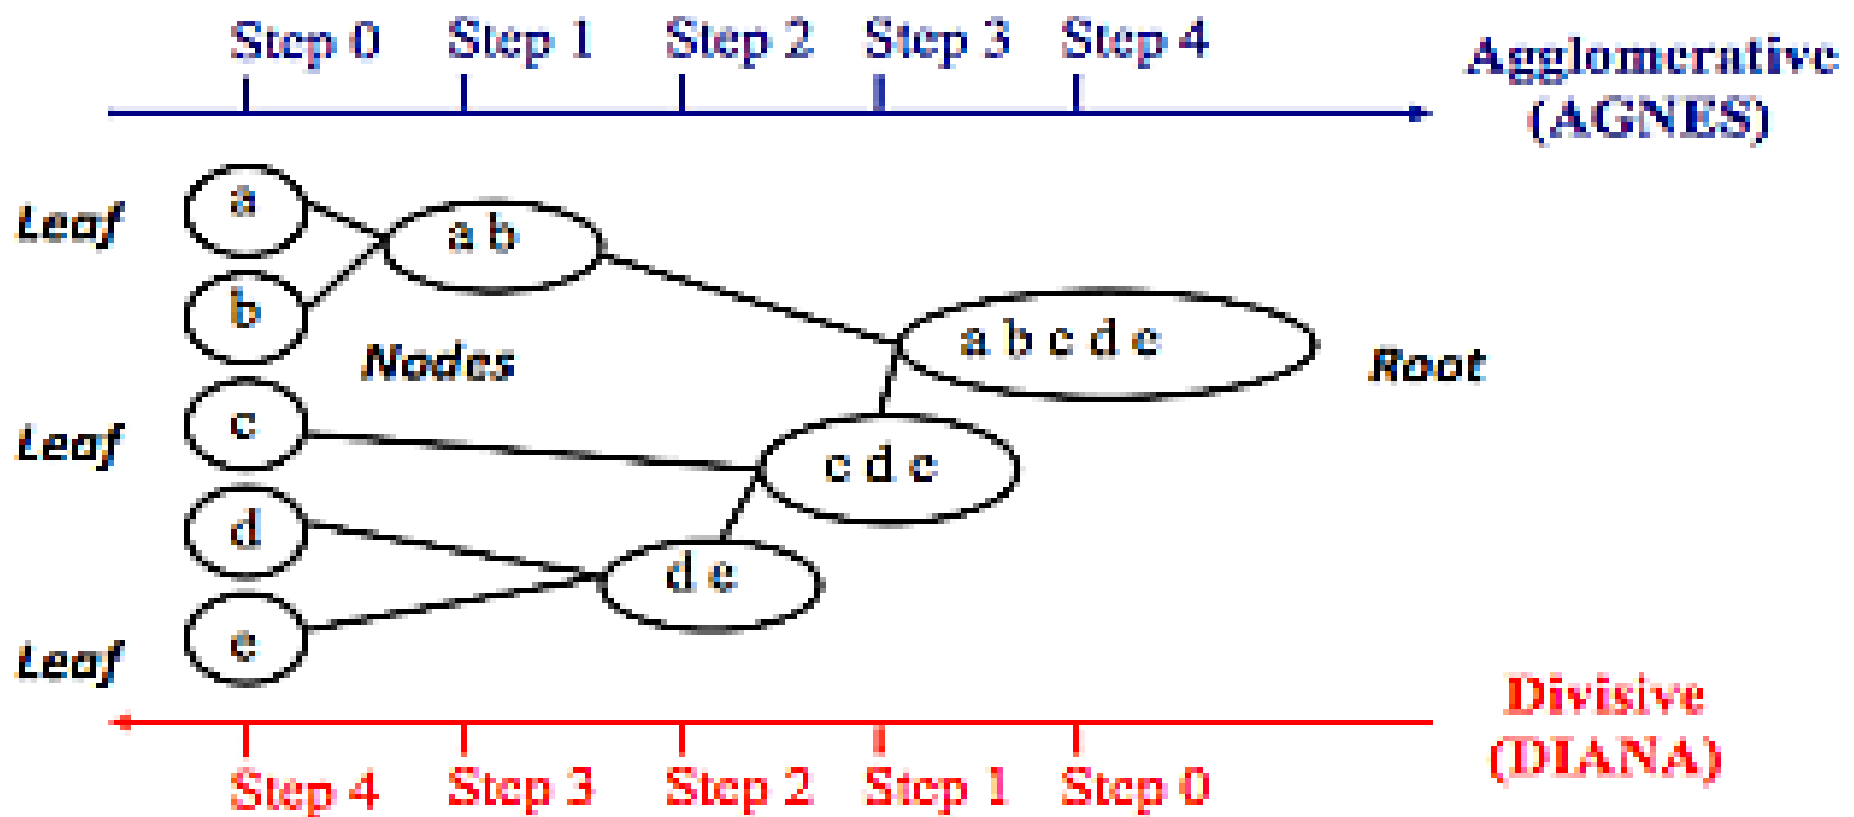 Step 0 Step 1 Step 2 Step 3 Step 4
Agglomerative
(AGNES)
Leaf
a
a b
b
a b c d e
Nodes
Root
Leaf
c
c d e
d
d e
e
Leaf
Divisive
(DIANA)
Step 4 Step 3 Step 2 Step 1 Step 0